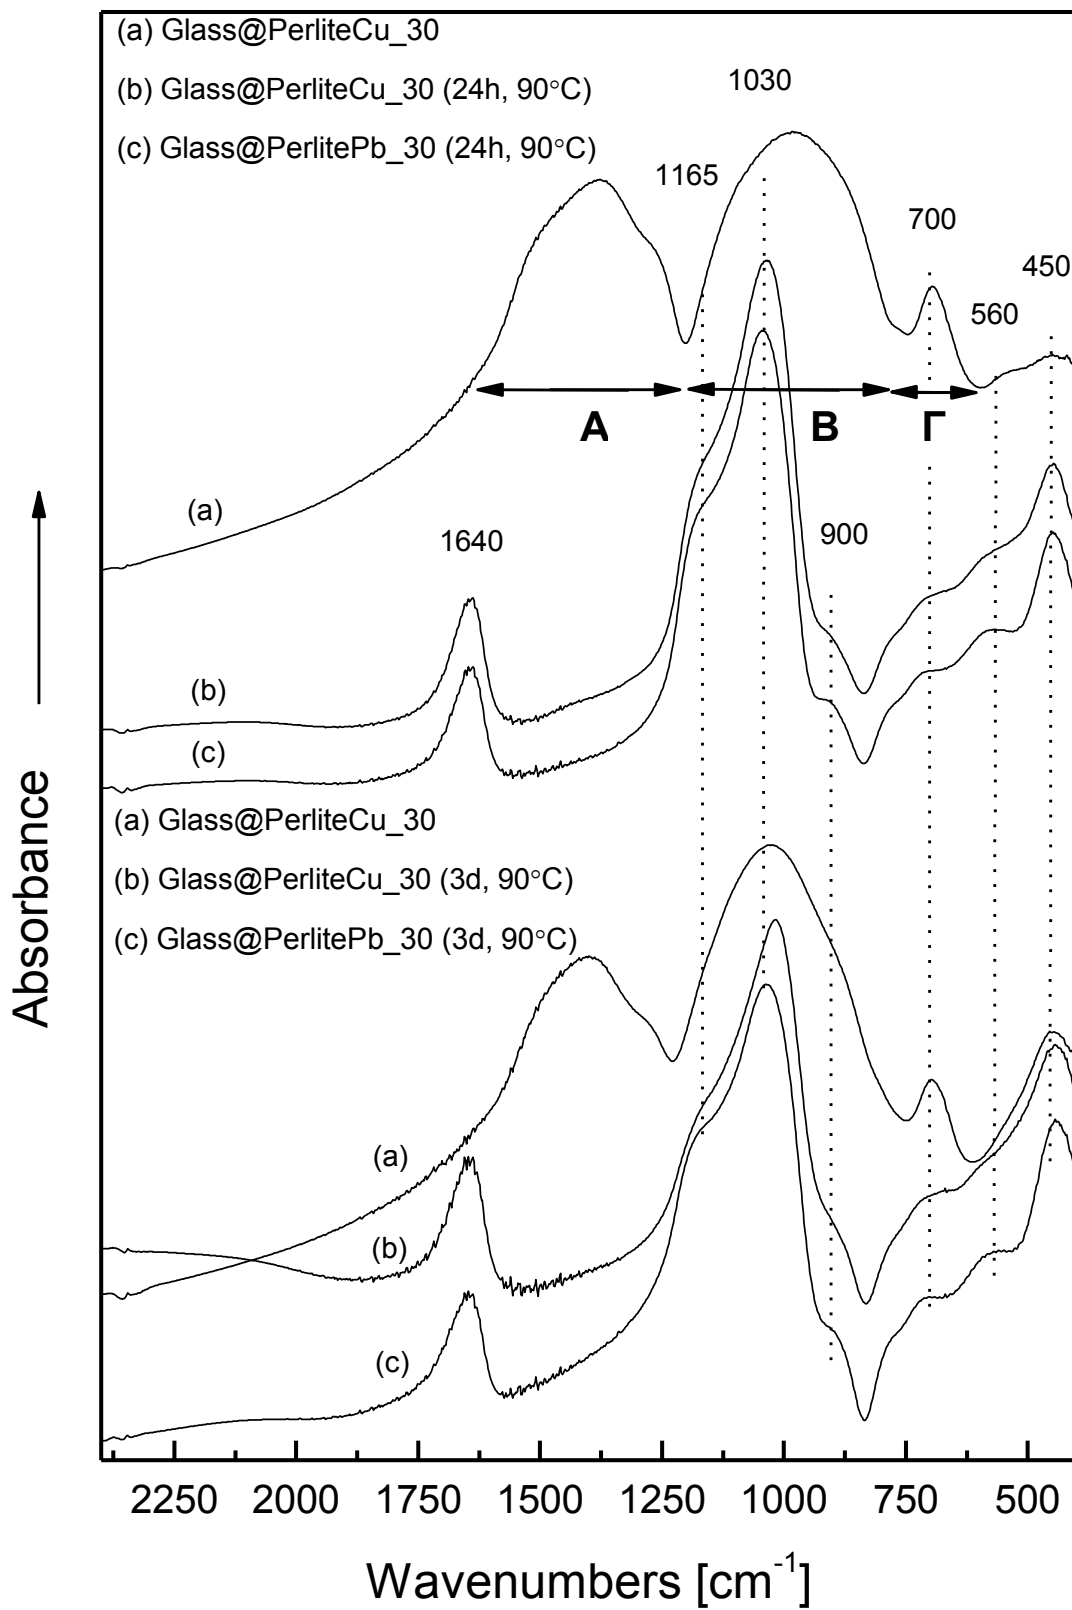 (a) Glass@PerliteCu_30
(b) Glass@PerliteCu_30 (24h, 90°C)
(c) Glass@PerlitePb_30 (24h, 90°C)
1030
1165
700
450
560
Α
Β
Γ
(a)
1640
900
(b)
(c)
(a) Glass@PerliteCu_30
(b) Glass@PerliteCu_30 (3d, 90°C)
(c) Glass@PerlitePb_30 (3d, 90°C)
(a)
(b)
(c)
Absorbance
2250 2000 1750 1500 1250 1000 750 500
Wavenumbers [cm⁻¹]